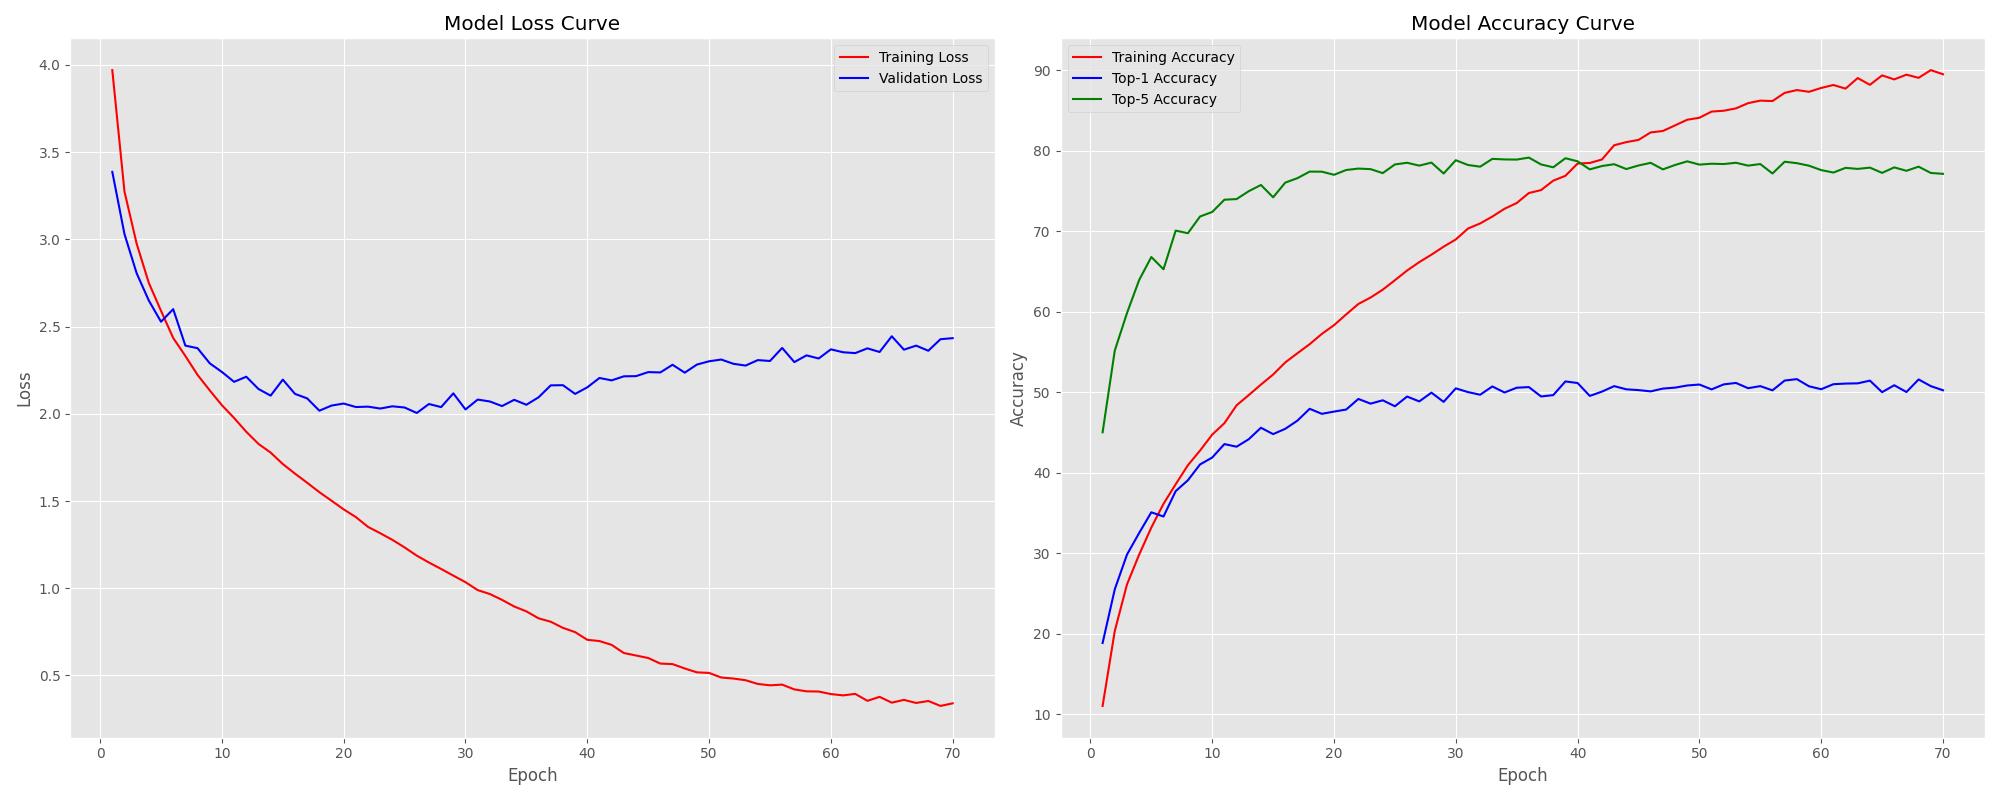 Model Loss Curve
Training Loss
Validation Loss
4.0
3.5
3.0
2.5
2.0
1.5
1.0
0.5
Loss
0 10 20 30 40 50 60 70
Epoch
Model Accuracy Curve
Training Accuracy
Top-1 Accuracy
Top-5 Accuracy
90
80
70
60
50
40
30
20
10
Accuracy
0 10 20 30 40 50 60 70
Epoch